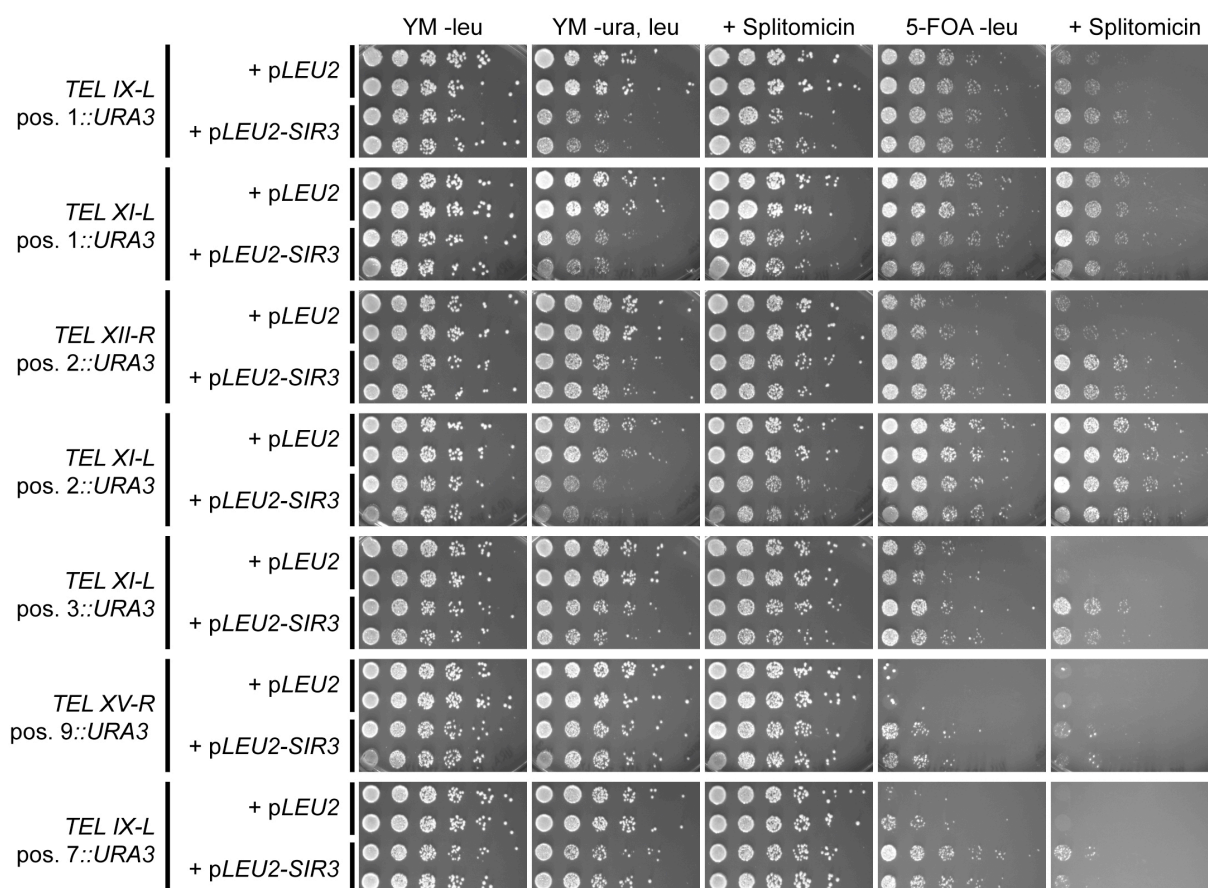 YM -leu YM -ura, leu + Splitomicin 5-FOA -leu + Splitomicin
TEL IX-L
pos. 1::URA3
+ pLEU2
+ pLEU2-SIR3
TEL XI-L
pos. 1::URA3
+ pLEU2
+ pLEU2-SIR3
TEL XII-R
pos. 2::URA3
+ pLEU2
+ pLEU2-SIR3
TEL XI-L
pos. 2::URA3
+ pLEU2
+ pLEU2-SIR3
TEL XI-L
pos. 3::URA3
+ pLEU2
+ pLEU2-SIR3
TEL XV-R
pos. 9::URA3
+ pLEU2
+ pLEU2-SIR3
TEL IX-L
pos. 7::URA3
+ pLEU2
+ pLEU2-SIR3